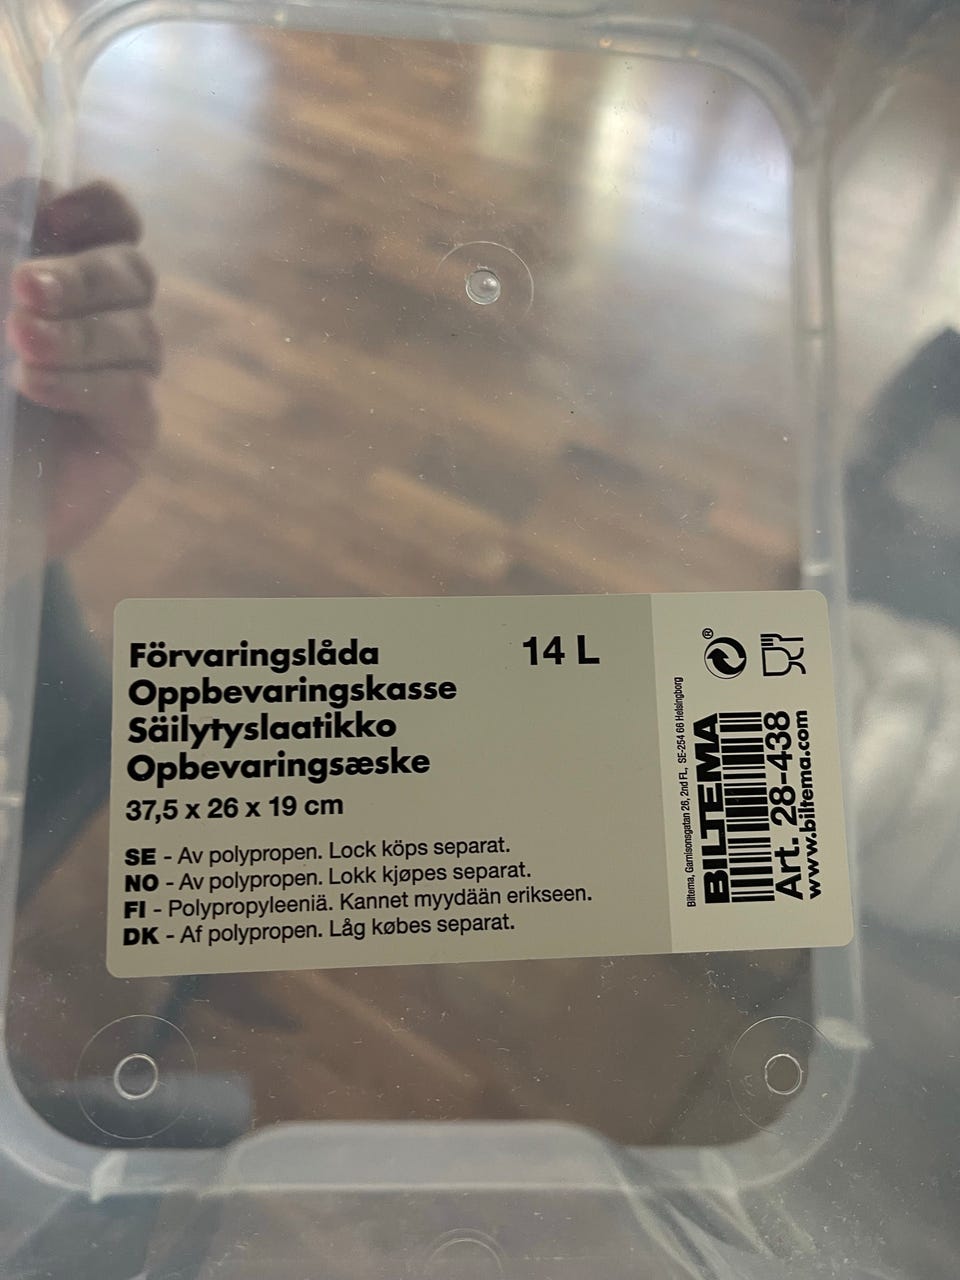 Förvaringslåda 14 L
Oppbevaringskasse
Säilytyslaatikko
Opbevaringsæske
37,5 x 26 x 19 cm
SE - Av polypropen. Lock köps separat.
NO - Av polypropen. Lokk kjøpes separat.
FI - Polypropyleeniä. Kannet myydään erikseen.
DK - Af polypropen. Låg købes separat.
Biltema, Garnisonsgatan 26, 2nd FL, SE-254 66 Helsingborg
BILTEMA
Art. 28-438
www.biltema.com
®